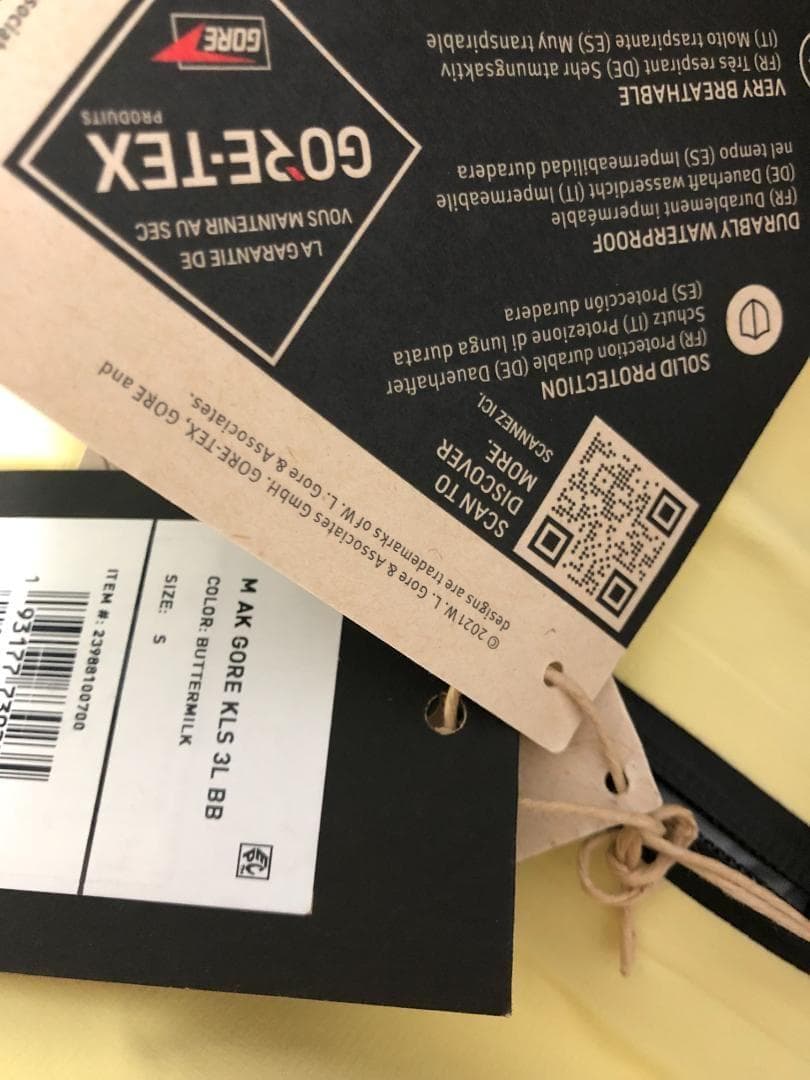 GORE
GORE-TEX
PRODUITS
LA GARANTIE DE
VOUS MAINTENIR AU SEC
SCAN TO
DISCOVER
MORE.
SCANNEZ ICI.
SOLID PROTECTION
(FR) Protection durable (DE) Dauerhafter
Schutz (IT) Protezione di lunga durata
(ES) Protección duradera
DURABLY WATERPROOF
(FR) Durablement imperméable
(DE) Dauerhaft wasserdicht (IT) Impermeabile
nel tempo (ES) Impermeabilidad duradera
VERY BREATHABLE
(FR) Très respirant (DE) Sehr atmungsaktiv
(IT) Molto traspirante (ES) Muy transpirable
© 2021 W. L. Gore & Associates GmbH. GORE-TEX, GORE and
designs are trademarks of W. L. Gore & Associates.
M AK GORE KLS 3L BB
COLOR: BUTTERMILK
SIZE: S
ITEM #: 23988100700
1 93177